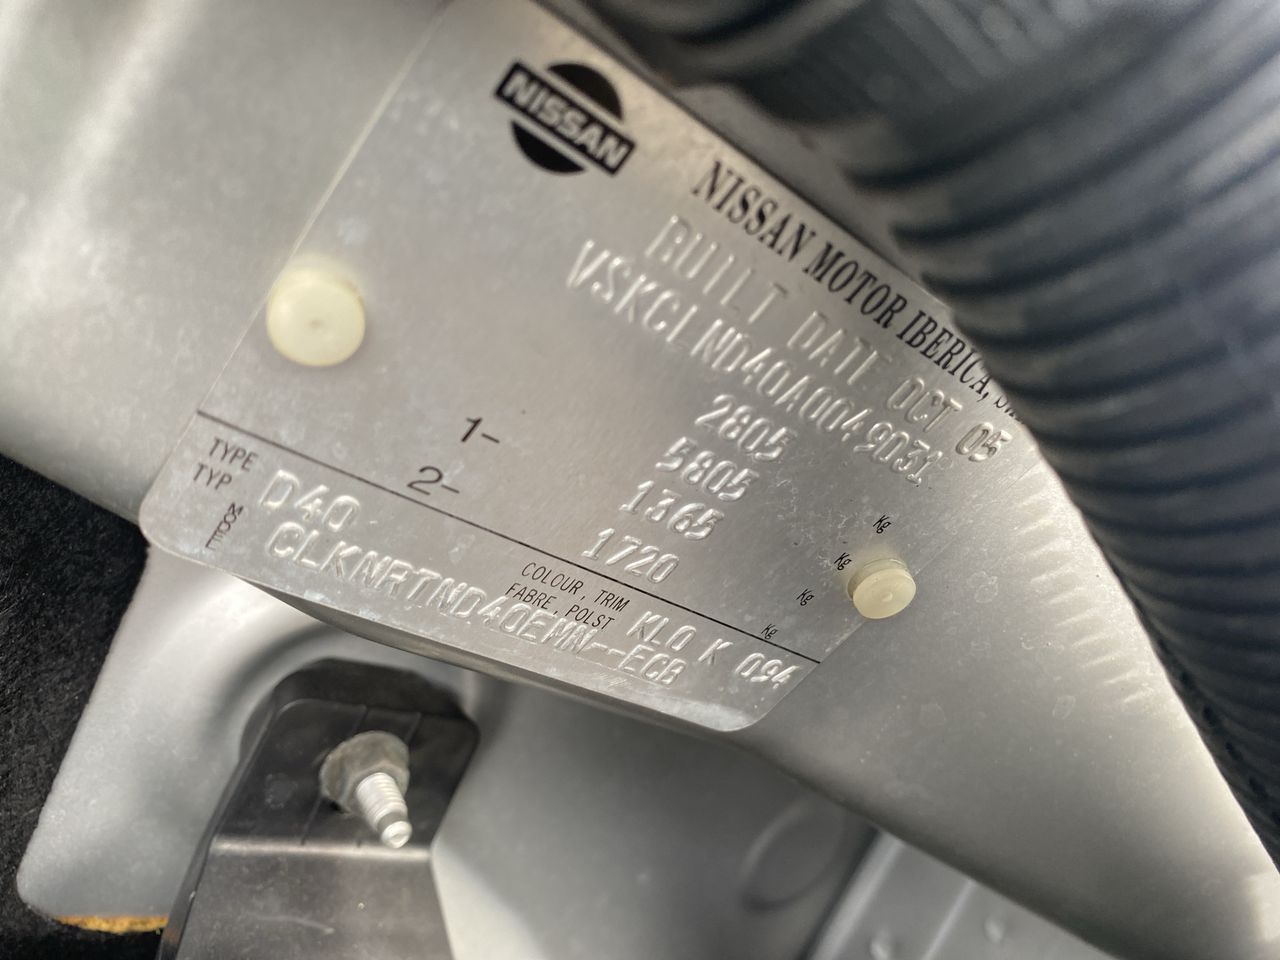 NISSAN
NISSAN MOTOR IBERICA,
BUILT DATE OCT 05
VSKCLND40A0049031
2805 Kg
5805 Kg
1- 1365 Kg
2- 1720 Kg
TYPE
TYP
D40
COLOUR, TRIM
FABRE, POLST
KL0 K 094
MODEL
CLKNRTND40EMN--ECB